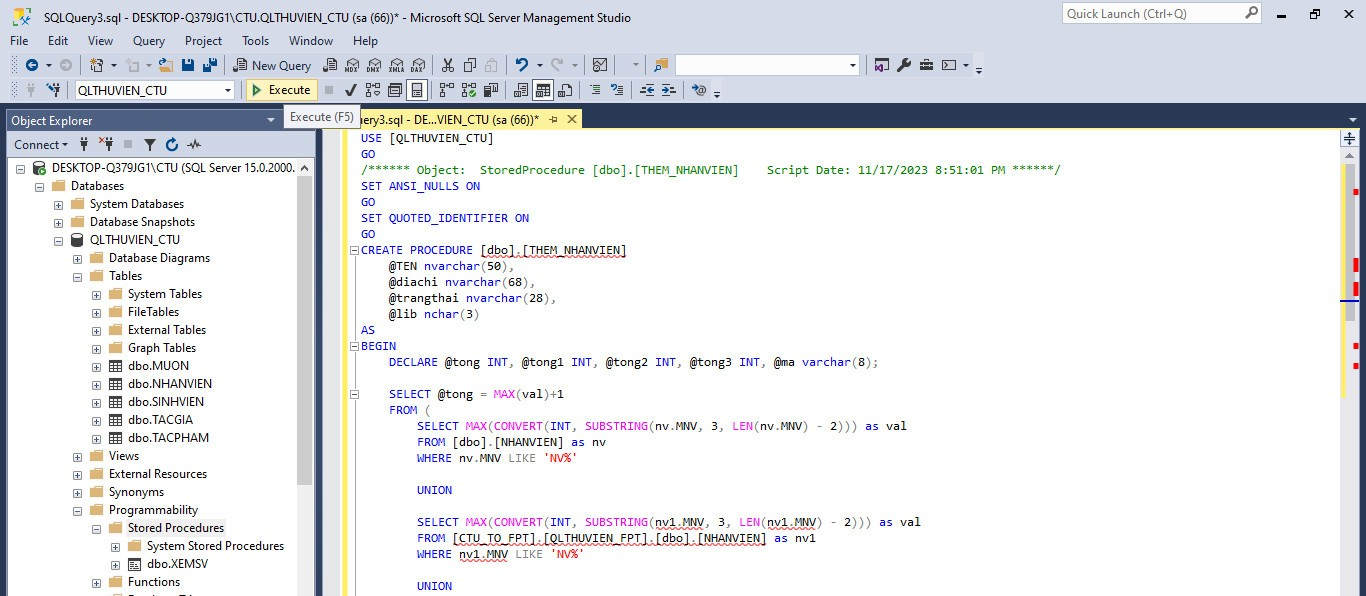 SQLQuery3.sql - DESKTOP-Q379JG1\CTU.QLTHUVIEN_CTU (sa (66))* - Microsoft SQL Server Management Studio
Quick Launch (Ctrl+Q)
File Edit View Query Project Tools Window Help
New Query
MDX DMX XMLA DAX
QLTHUVIEN_CTU
Execute
Execute (F5)
Object Explorer
Connect
DESKTOP-Q379JG1\CTU (SQL Server 15.0.2000.
Databases
System Databases
Database Snapshots
QLTHUVIEN_CTU
Database Diagrams
Tables
System Tables
FileTables
External Tables
Graph Tables
dbo.MUON
dbo.NHANVIEN
dbo.SINHVIEN
dbo.TACGIA
dbo.TACPHAM
Views
External Resources
Synonyms
Programmability
Stored Procedures
System Stored Procedures
dbo.XEMSV
Functions
uery3.sql - DE...VIEN_CTU (sa (66))*
USE [QLTHUVIEN_CTU]
GO
/****** Object:  StoredProcedure [dbo].[THEM_NHANVIEN]    Script Date: 11/17/2023 8:51:01 PM ******/
SET ANSI_NULLS ON
GO
SET QUOTED_IDENTIFIER ON
GO
CREATE PROCEDURE [dbo].[THEM_NHANVIEN]
@TEN nvarchar(50),
@diachi nvarchar(68),
@trangthai nvarchar(28),
@lib nchar(3)
AS
BEGIN
DECLARE @tong INT, @tong1 INT, @tong2 INT, @tong3 INT, @ma varchar(8);
SELECT @tong = MAX(val)+1
FROM (
SELECT MAX(CONVERT(INT, SUBSTRING(nv.MNV, 3, LEN(nv.MNV) - 2))) as val
FROM [dbo].[NHANVIEN] as nv
WHERE nv.MNV LIKE 'NV%'
UNION
SELECT MAX(CONVERT(INT, SUBSTRING(nv1.MNV, 3, LEN(nv1.MNV) - 2))) as val
FROM [CTU_TO_FPT].[QLTHUVIEN_FPT].[dbo].[NHANVIEN] as nv1
WHERE nv1.MNV LIKE 'NV%'
UNION